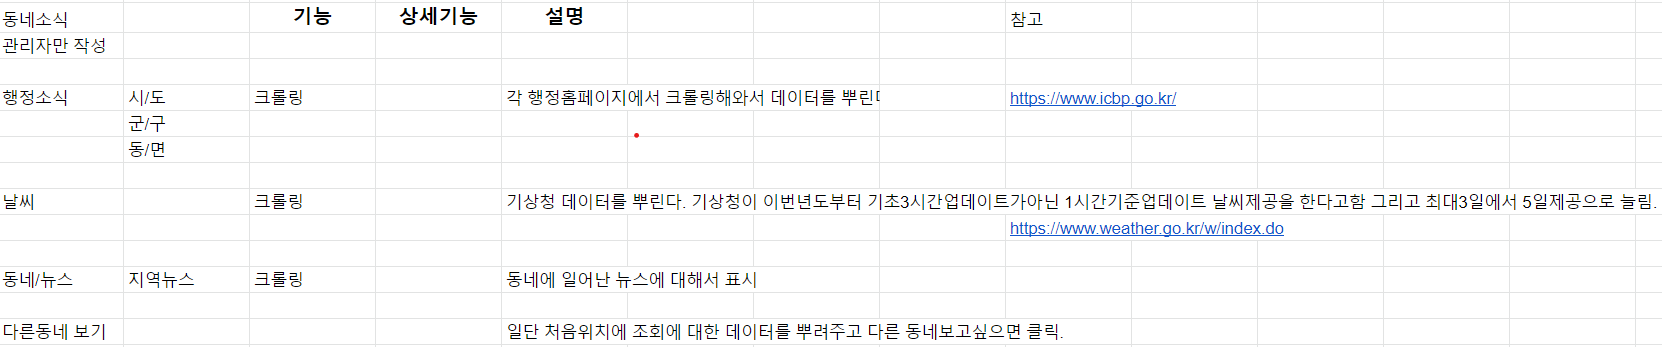 동네소식 기능 상세기능 설명 참고
관리자만 작성
행정소식 시/도 크롤링 각 행정홈페이지에서 크롤링해와서 데이터를 뿌린 https://www.icbp.go.kr/
군/구
동/면
날씨 크롤링 기상청 데이터를 뿌린다. 기상청이 이번년도부터 기초3시간업데이트가아닌 1시간기준업데이트 날씨제공을 한다고함 그리고 최대3일에서 5일제공으로 늘림.
https://www.weather.go.kr/w/index.do
동네/뉴스 지역뉴스 크롤링 동네에 일어난 뉴스에 대해서 표시
다른동네 보기 일단 처음위치에 조회에 대한 데이터를 뿌려주고 다른 동네보고싶으면 클릭.